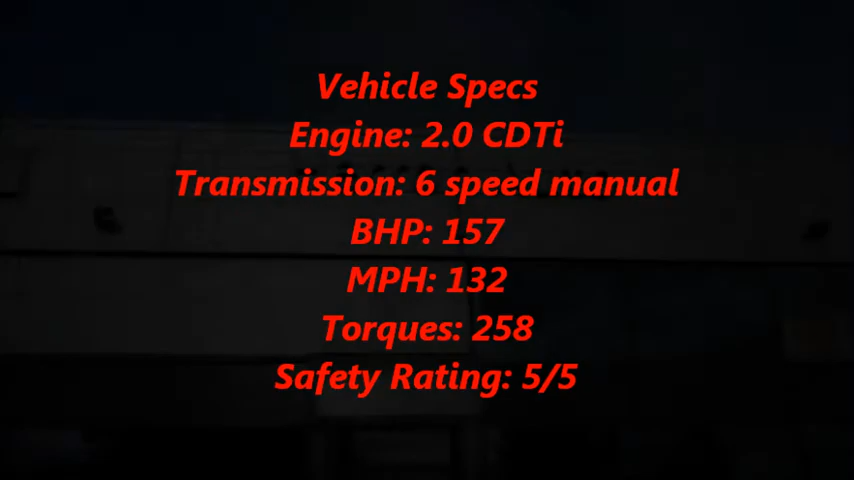 Vehicle Specs
Engine: 2.0 CDTi
Transmission: 6 speed manual
BHP: 157
MPH: 132
Torques: 258
Safety Rating: 5/5